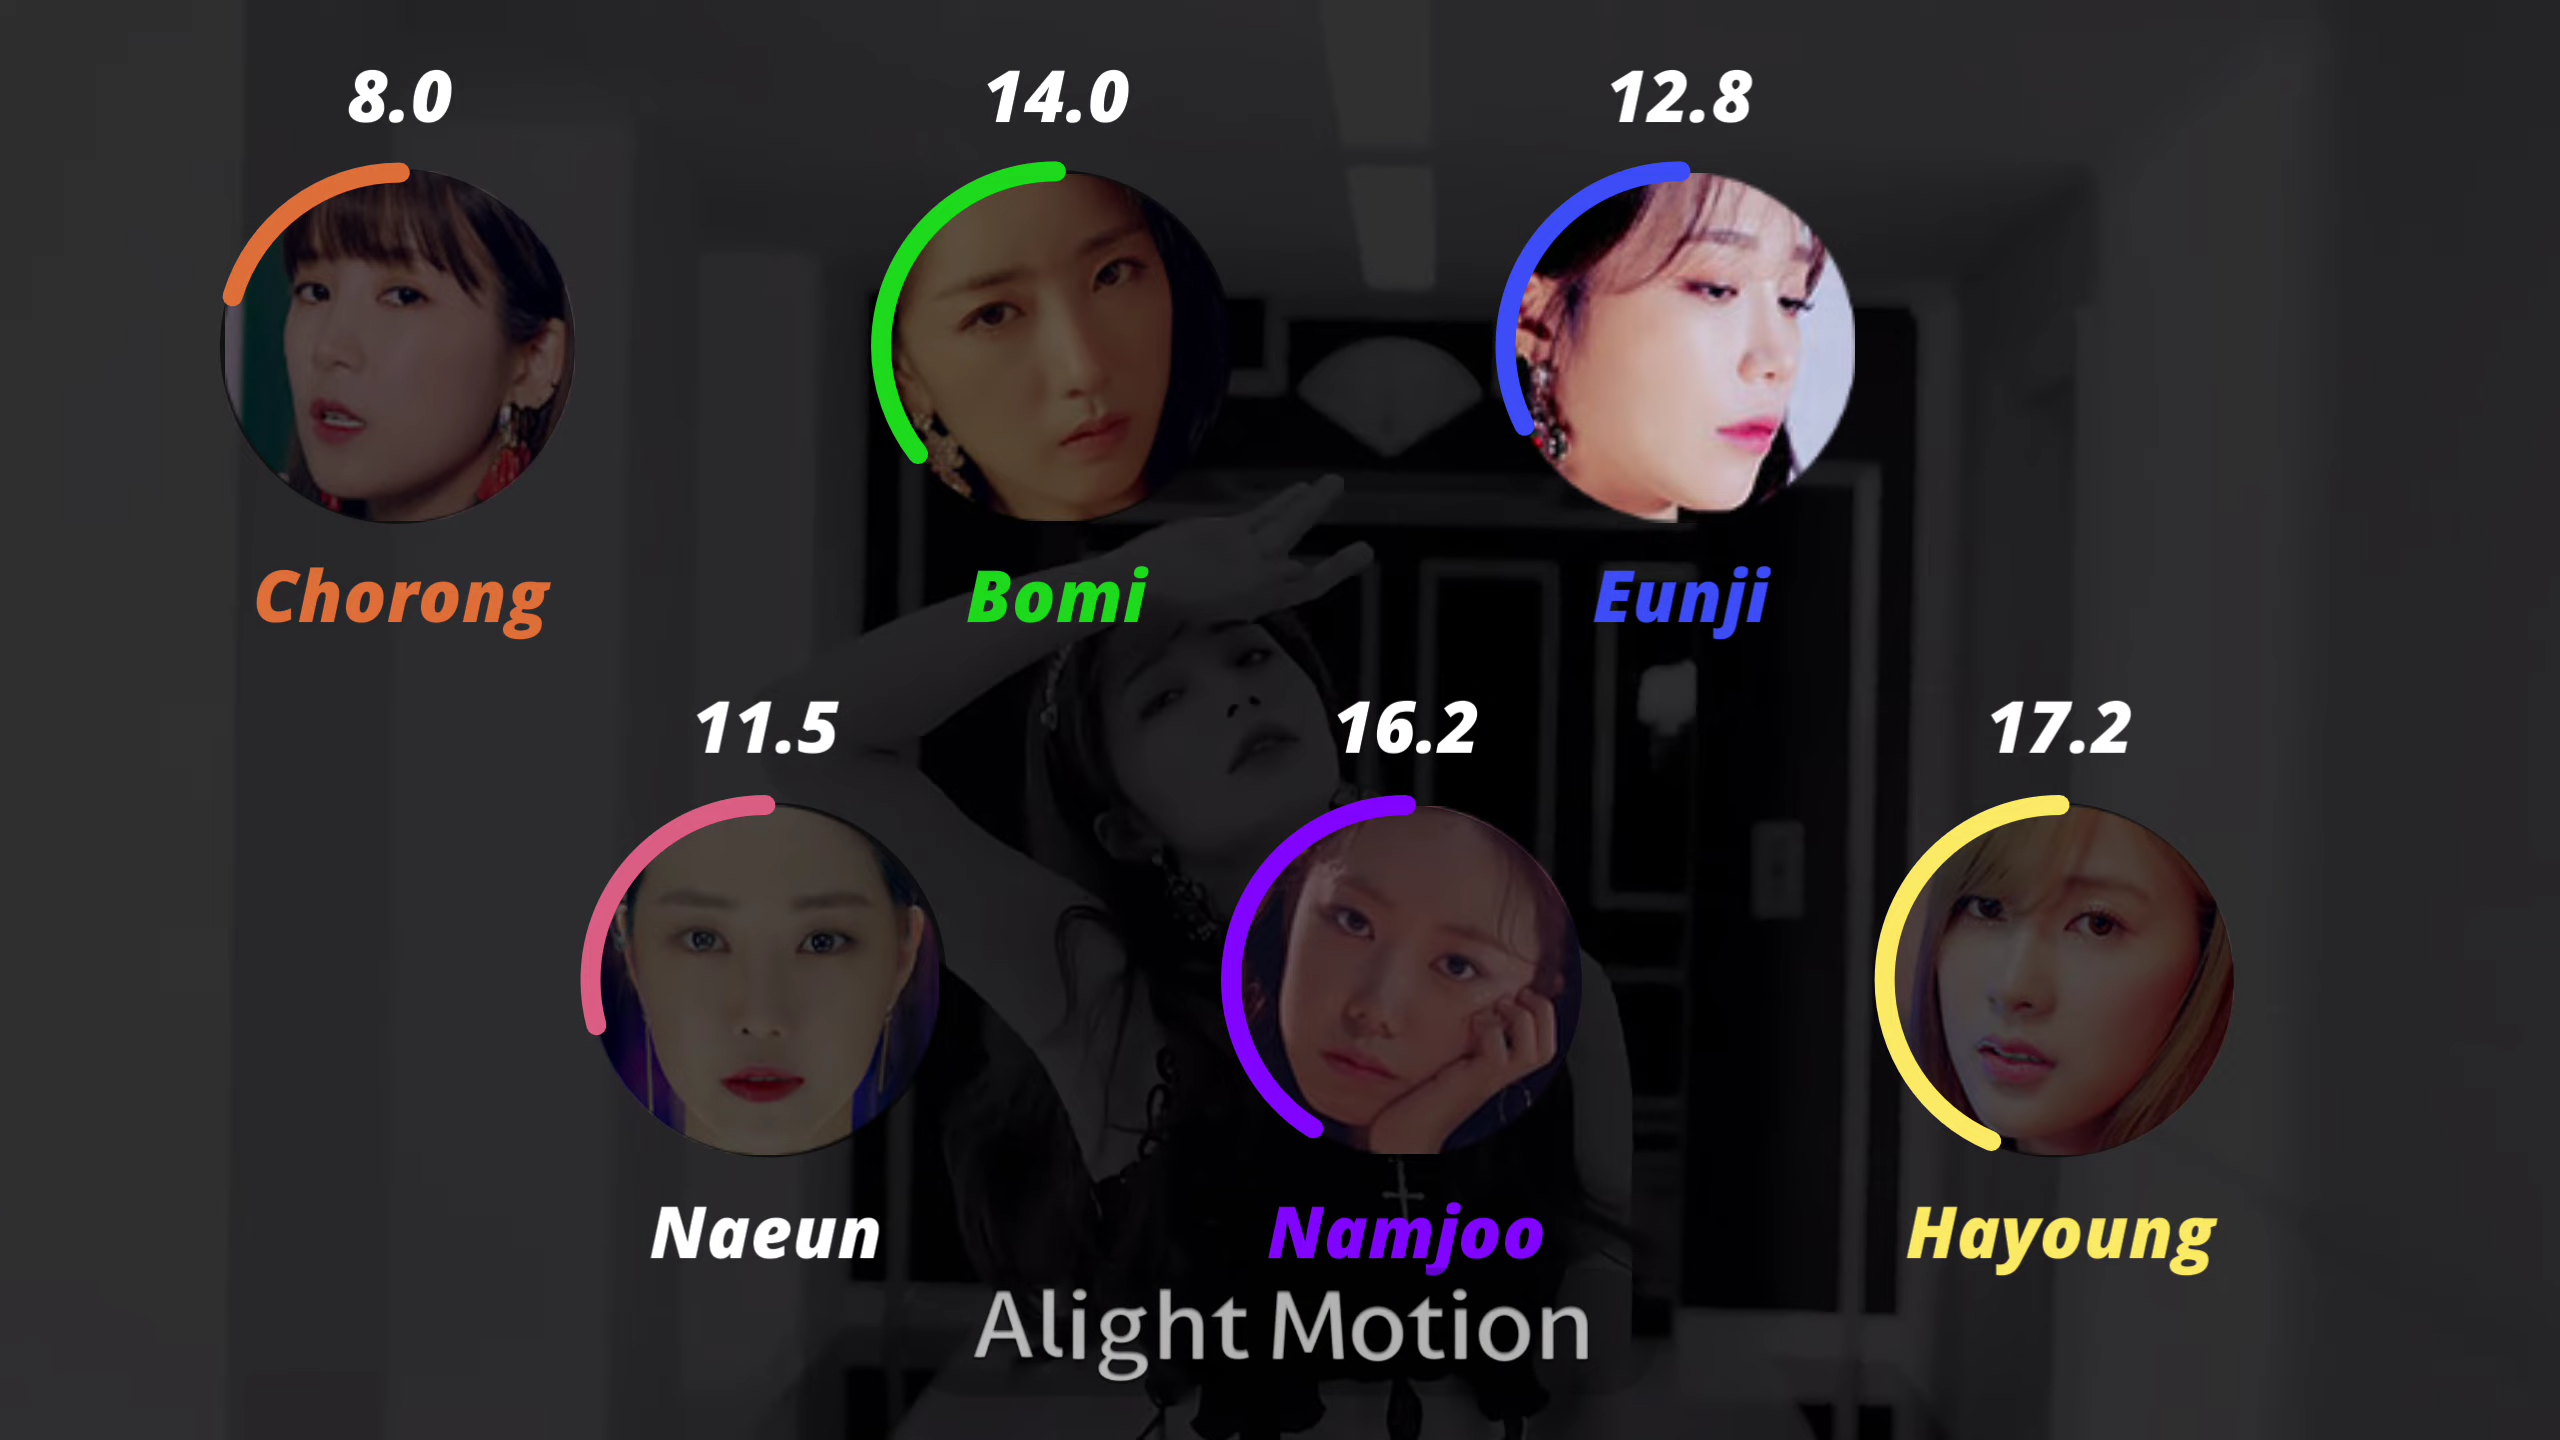 8.0
14.0
12.8
Chorong
Bomi
Eunji
11.5
16.2
17.2
Naeun
Namjoo
Hayoung
Alight Motion